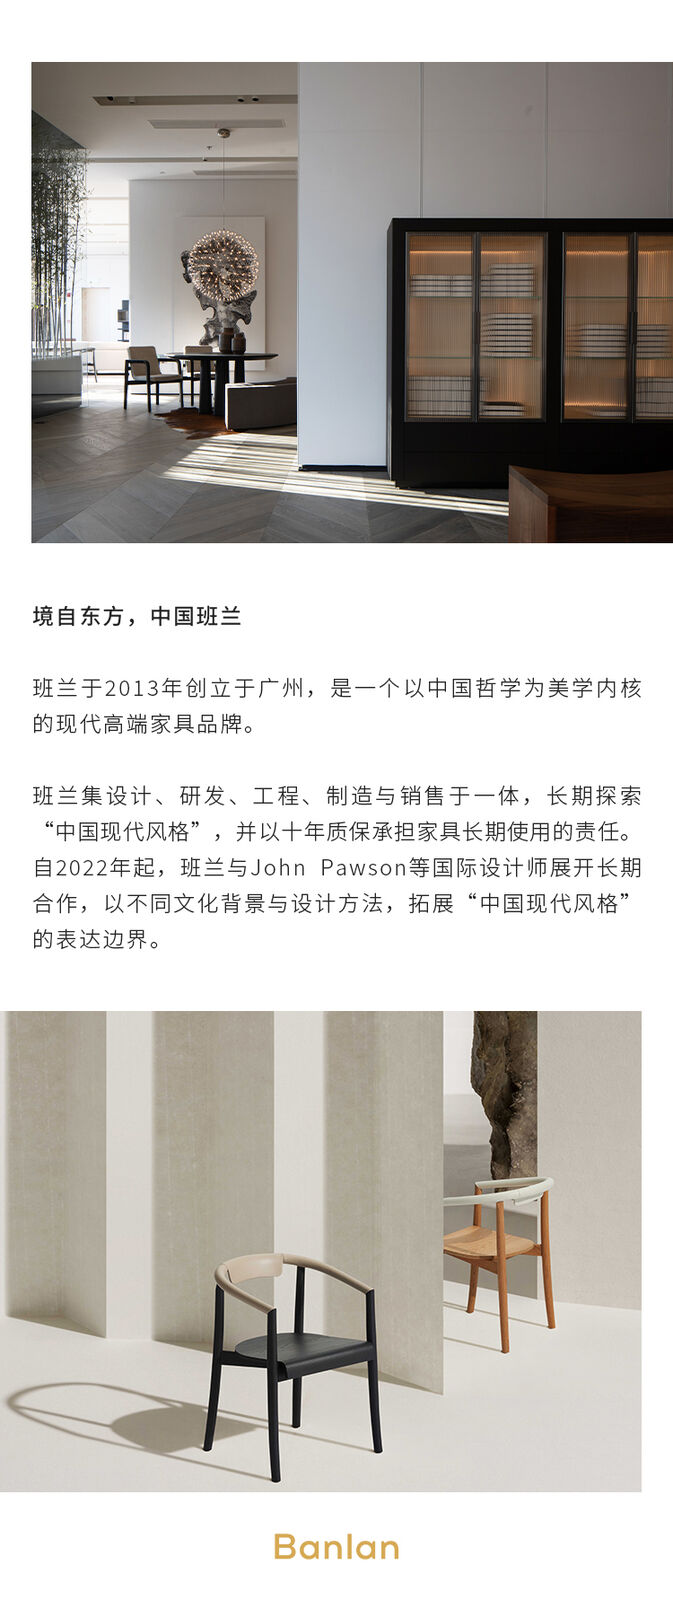 境自东方，中国班兰
班兰于2013年创立于广州，是一个以中国哲学为美学内核
的现代高端家具品牌。
班兰集设计、研发、工程、制造与销售于一体，长期探索
“中国现代风格”，并以十年质保承担家具长期使用的责任。
自2022年起，班兰与John Pawson等国际设计师展开长期
合作，以不同文化背景与设计方法，拓展“中国现代风格”
的表达边界。
Banlan